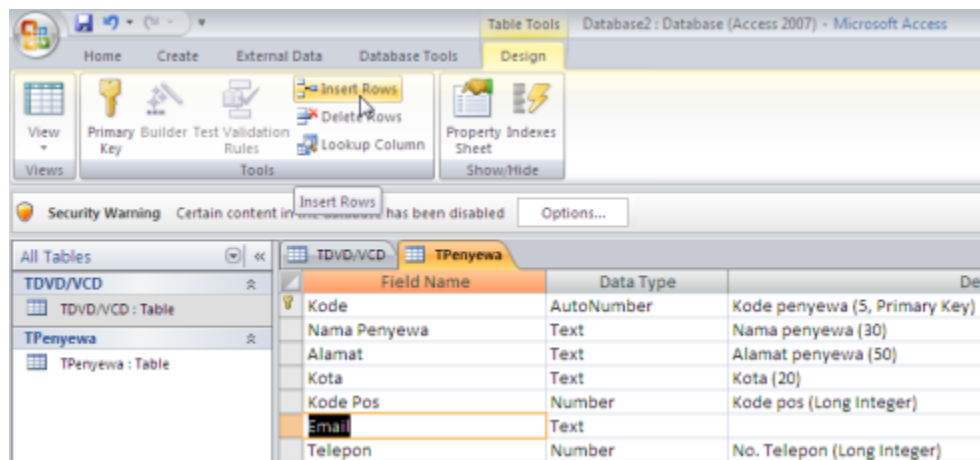 Table Tools Database2 : Database (Access 2007) - Microsoft Access
Home Create External Data Database Tools Design
View
Primary Key
Builder
Test Validation Rules
Insert Rows
Delete Rows
Lookup Column
Property Sheet
Indexes
Views Tools Show/Hide
Insert Rows
Security Warning Certain content in the database has been disabled Options...
All Tables « TDVD/VCD TPenyewa
TDVD/VCD Field Name Data Type De
TDVD/VCD : Table Kode AutoNumber Kode penyewa (5, Primary Key)
Nama Penyewa Text Nama penyewa (30)
TPenyewa Alamat Text Alamat penyewa (50)
TPenyewa : Table Kota Text Kota (20)
Kode Pos Number Kode pos (Long Integer)
Email Text
Telepon Number No. Telepon (Long Integer)